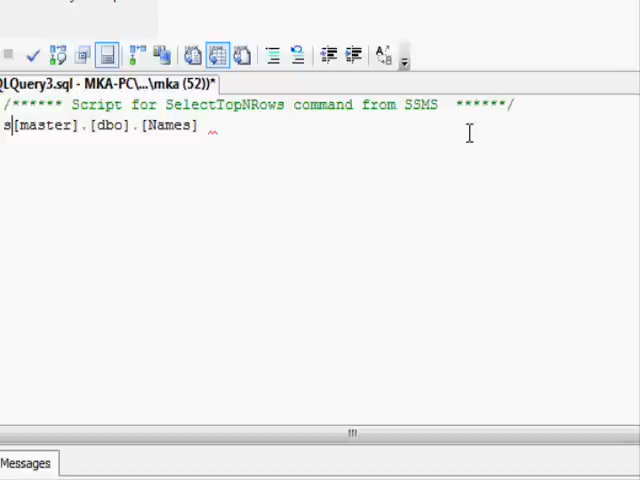 LQuery3.sql - MKA-PC\...\mka (52))*
/****** Script for SelectTopNRows command from SSMS ******/
s[master].[dbo].[Names]
Messages